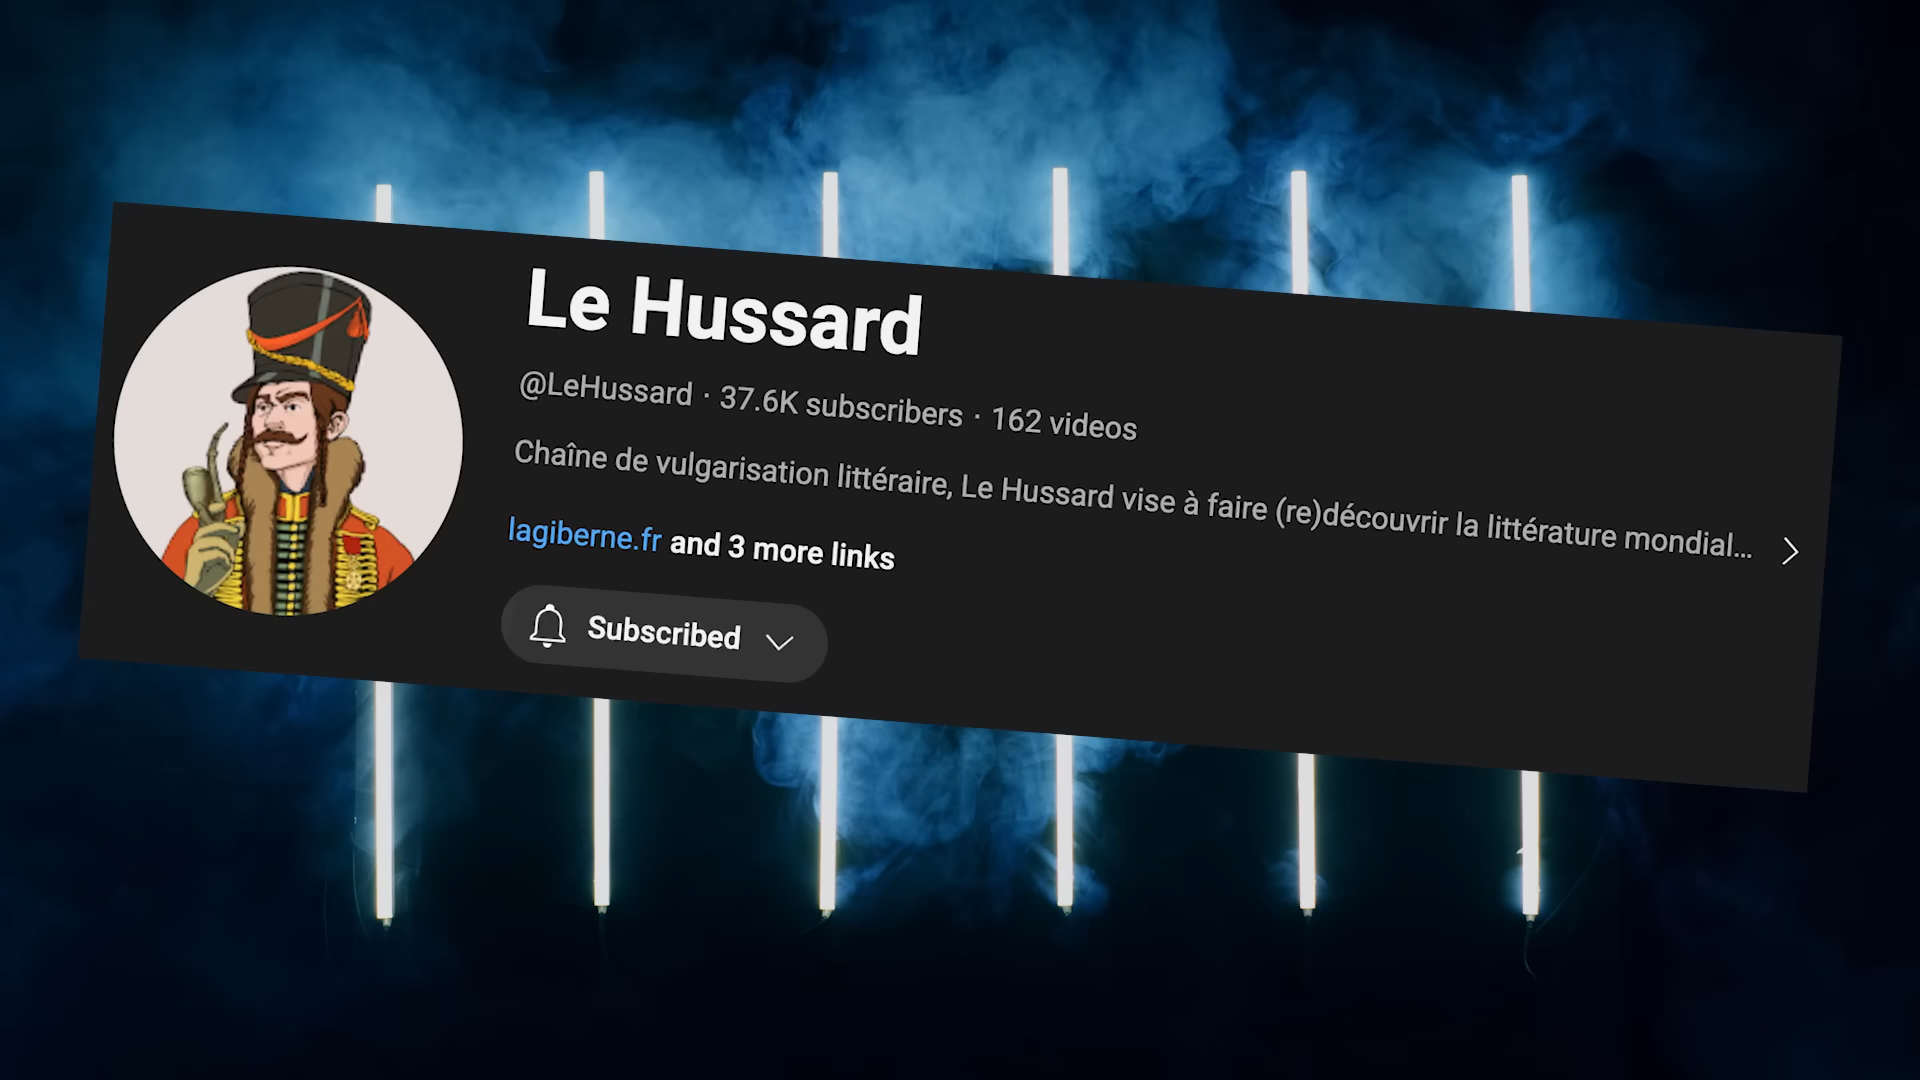 Le Hussard
@LeHussard · 37.6K subscribers · 162 videos
Chaîne de vulgarisation littéraire, Le Hussard vise à faire (re)découvrir la littérature mondial...
lagiberne.fr and 3 more links
Subscribed